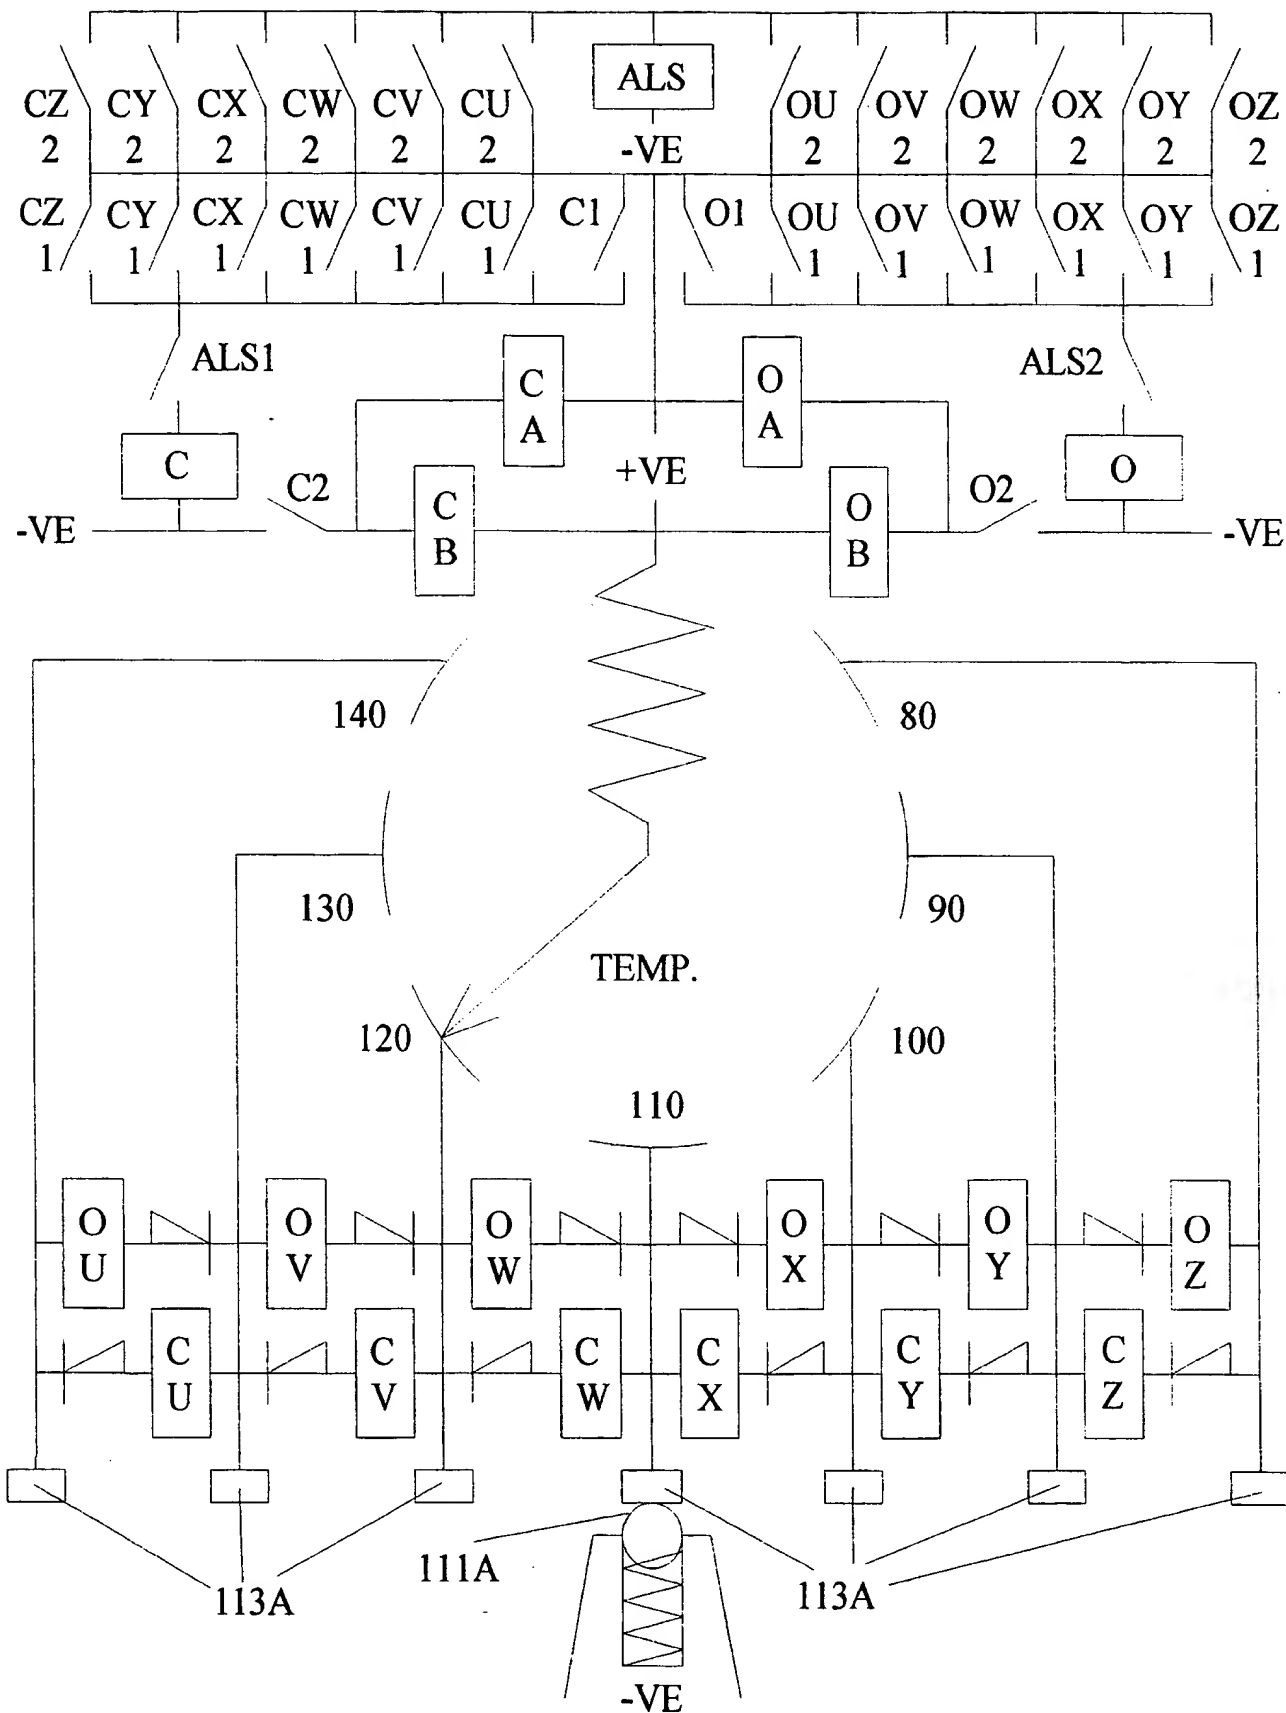 ALS
CZ CY CX CW CV CU OU OV OW OX OY OZ
2 2 2 2 2 2 -VE 2 2 2 2 2 2
CZ CY CX CW CV CU C1 O1 OU OV OW OX OY OZ
1 1 1 1 1 1 1 1 1 1 1 1
ALS1 C O ALS2
A A
C C2 C +VE O O2 O
-VE B B -VE
140 80
130 90
TEMP.
120 100
110
O O O O O O
U V W X Y Z
C C C C C C
U V W X Y Z
111A
113A 113A
-VE